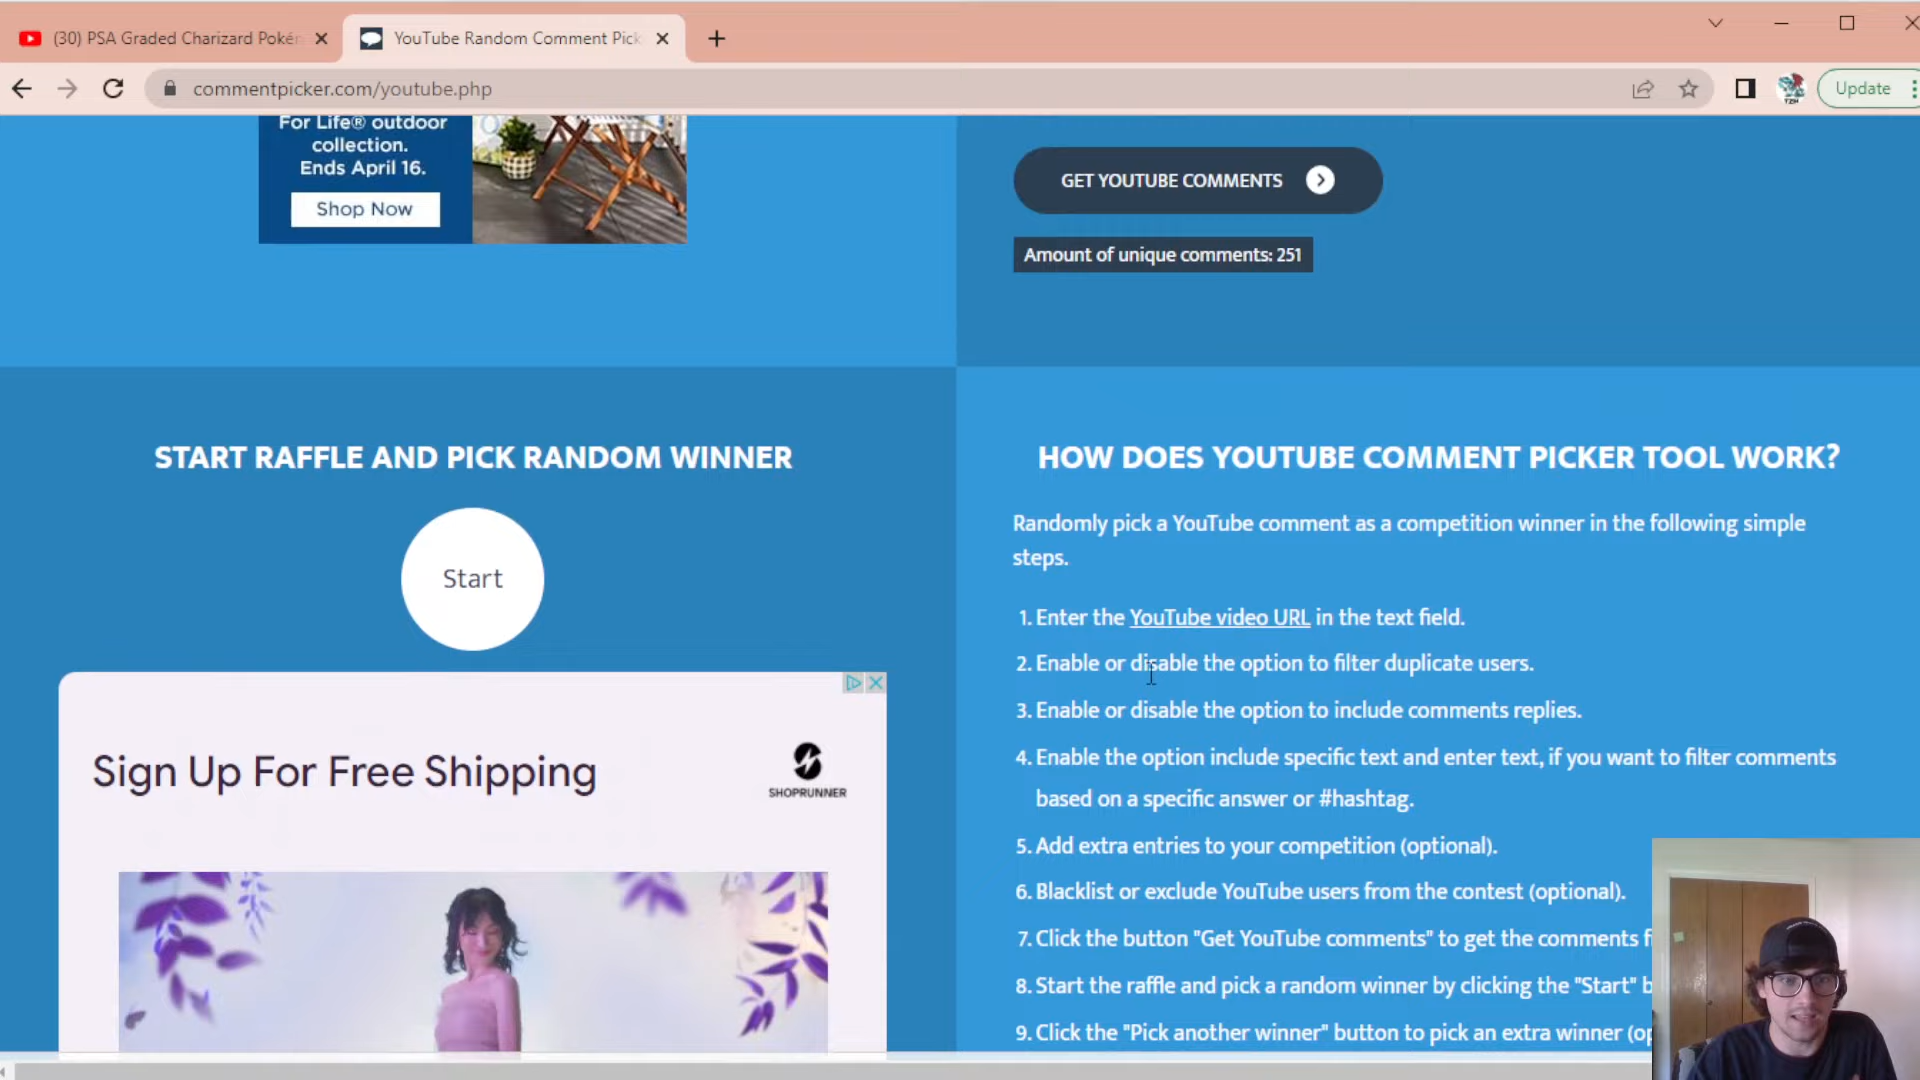 (30) PSA Graded Charizard Poké
YouTube Random Comment Pick
commentpicker.com/youtube.php
Update
For Life® outdoor
collection.
Ends April 16.
Shop Now
GET YOUTUBE COMMENTS
Amount of unique comments: 251
START RAFFLE AND PICK RANDOM WINNER
Start
Sign Up For Free Shipping
SHOPRUNNER
HOW DOES YOUTUBE COMMENT PICKER TOOL WORK?
Randomly pick a YouTube comment as a competition winner in the following simple
steps.
1. Enter the YouTube video URL in the text field.
2. Enable or disable the option to filter duplicate users.
3. Enable or disable the option to include comments replies.
4. Enable the option include specific text and enter text, if you want to filter comments
based on a specific answer or #hashtag.
5. Add extra entries to your competition (optional).
6. Blacklist or exclude YouTube users from the contest (optional).
7. Click the button "Get YouTube comments" to get the comments f
8. Start the raffle and pick a random winner by clicking the "Start" b
9. Click the "Pick another winner" button to pick an extra winner (op